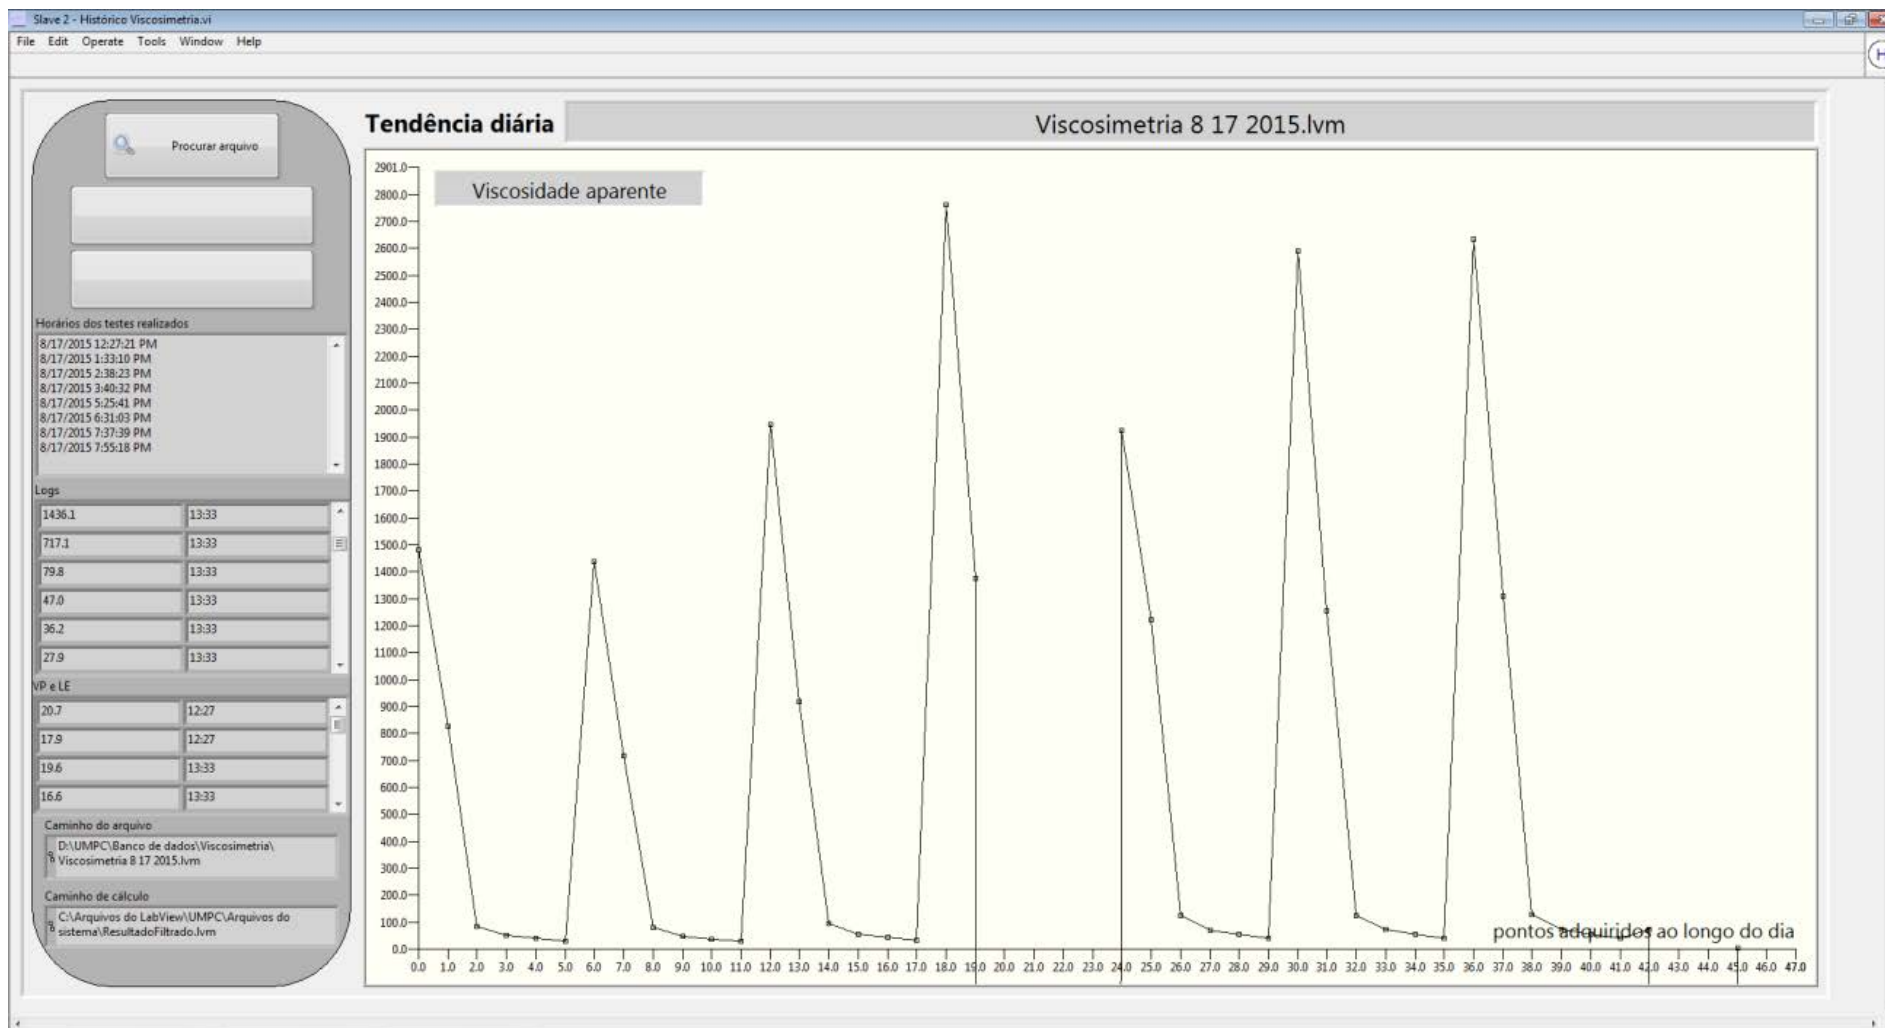 Slave 2 - Histórico Viscosimetria.vi
File Edit Operate Tools Window Help
Procurar arquivo
Horários dos testes realizados
8/17/2015 12:27:21 PM
8/17/2015 1:33:10 PM
8/17/2015 2:38:23 PM
8/17/2015 3:40:32 PM
8/17/2015 5:25:41 PM
8/17/2015 6:31:03 PM
8/17/2015 7:37:39 PM
8/17/2015 7:55:18 PM
Logs
1436.1 13:33
717.1 13:33
79.8 13:33
47.0 13:33
36.2 13:33
27.9 13:33
VP e LE
20.7 12:27
17.9 12:27
19.6 13:33
16.6 13:33
Caminho do arquivo
D:\UMPC\Banco de dados\Viscosimetria\
Viscosimetria 8 17 2015.lvm
Caminho de cálculo
C:\Arquivos do LabView\UMPC\Arquivos do
sistema\ResultadoFiltrado.lvm
Tendência diária Viscosimetria 8 17 2015.lvm
Viscosidade aparente
2901.0
2800.0
2700.0
2600.0
2500.0
2400.0
2300.0
2200.0
2100.0
2000.0
1900.0
1800.0
1700.0
1600.0
1500.0
1400.0
1300.0
1200.0
1100.0
1000.0
900.0
800.0
700.0
600.0
500.0
400.0
300.0
200.0
100.0
0.0
pontos adquiridos ao longo do dia
0.0 1.0 2.0 3.0 4.0 5.0 6.0 7.0 8.0 9.0 10.0 11.0 12.0 13.0 14.0 15.0 16.0 17.0 18.0 19.0 20.0 21.0 22.0 23.0 24.0 25.0 26.0 27.0 28.0 29.0 30.0 31.0 32.0 33.0 34.0 35.0 36.0 37.0 38.0 39.0 40.0 41.0 42.0 43.0 44.0 45.0 46.0 47.0